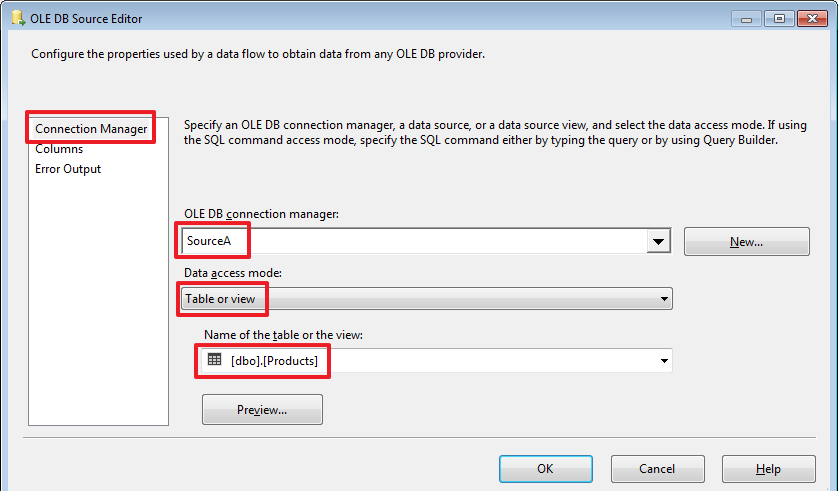 OLE DB Source Editor
Configure the properties used by a data flow to obtain data from any OLE DB provider.
Connection Manager
Columns
Error Output
Specify an OLE DB connection manager, a data source, or a data source view, and select the data access mode. If using
the SQL command access mode, specify the SQL command either by typing the query or by using Query Builder.
OLE DB connection manager:
SourceA
New...
Data access mode:
Table or view
Name of the table or the view:
[dbo].[Products]
Preview...
OK
Cancel
Help